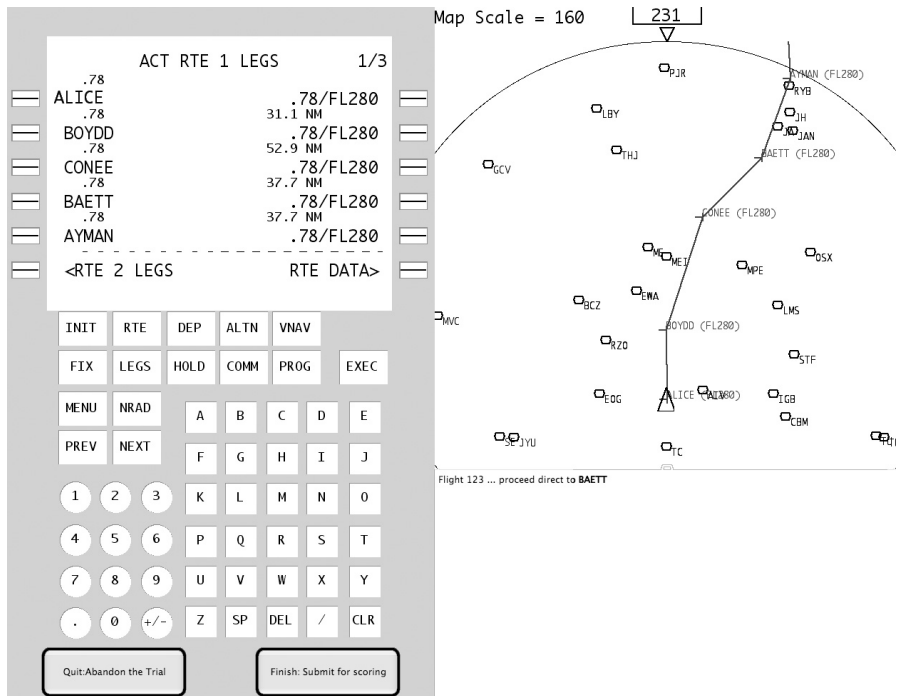 ACT RTE 1 LEGS 1/3
.78
ALICE .78/FL280
.78 31.1 NM
BOYDD .78/FL280
.78 52.9 NM
CONEE .78/FL280
.78 37.7 NM
BAETT .78/FL280
.78 37.7 NM
AYMAN .78/FL280
<RTE 2 LEGS RTE DATA>
INIT RTE DEP ALTN VNAV
FIX LEGS HOLD COMM PROG EXEC
MENU NRAD
PREV NEXT
A B C D E
F G H I J
1 2 3 K L M N O
4 5 6 P Q R S T
7 8 9 U V W X Y
. 0 +/- Z SP DEL / CLR
Quit:Abandon the Trial Finish: Submit for scoring
Map Scale = 160 231
PJR
AYMAN (FL280)
RYB
LBY
JH
JAN
THJ
BAETT (FL280)
GCV
CONEE (FL280)
MEI
OSX
MPE
EWA
BCZ
LMS
MVC
BOYDD (FL280)
RZO
STF
EOG
ALICE
IGB
CBM
JYU
TC
Flight 123 ... proceed direct to BAETT